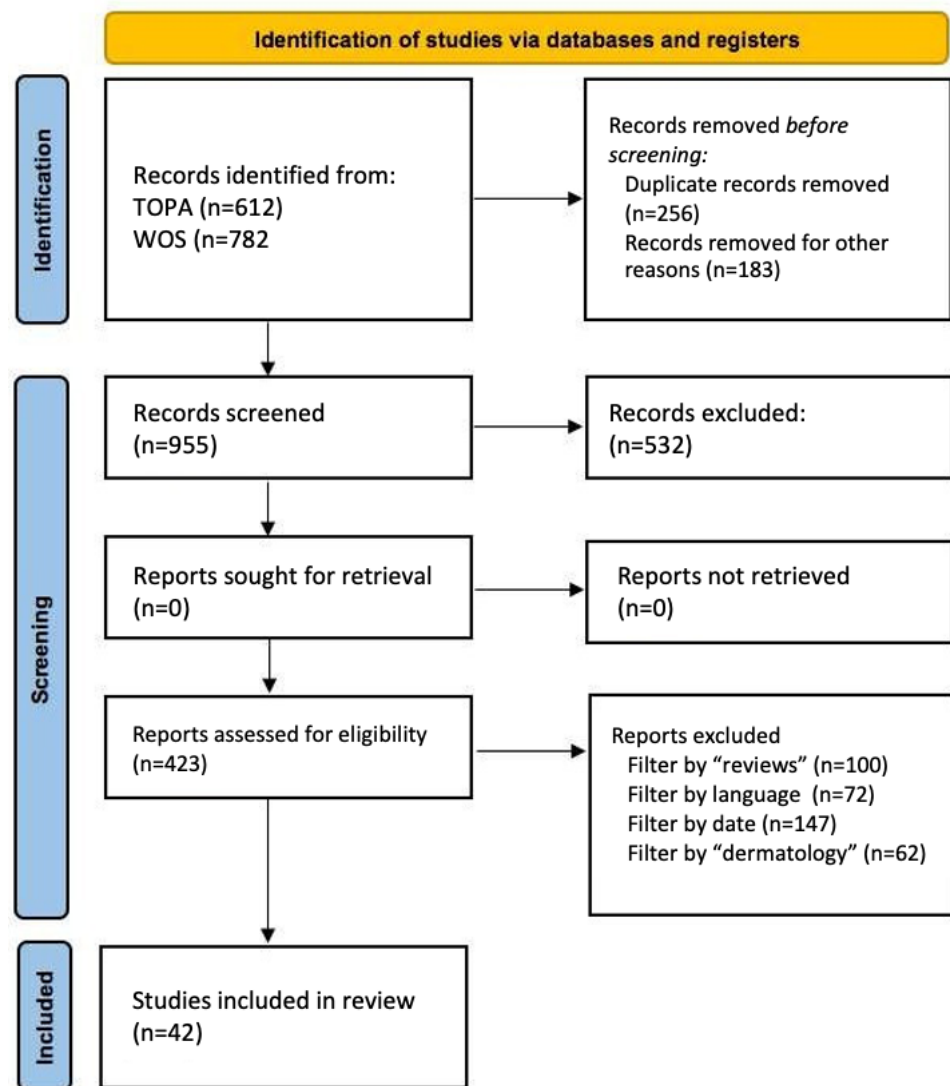 Identification of studies via databases and registers
Identification
Records identified from:
TOPA (n=612)
WOS (n=782
Records removed before
screening:
Duplicate records removed
(n=256)
Records removed for other
reasons (n=183)
Screening
Records screened
(n=955)
Records excluded:
(n=532)
Reports sought for retrieval
(n=0)
Reports not retrieved
(n=0)
Reports assessed for eligibility
(n=423)
Reports excluded
Filter by “reviews” (n=100)
Filter by language (n=72)
Filter by date (n=147)
Filter by “dermatology” (n=62)
Included
Studies included in review
(n=42)